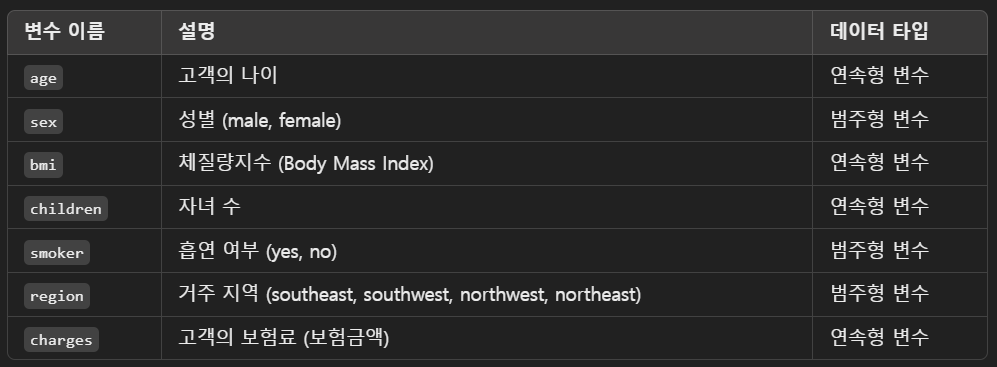 변수 이름 설명 데이터 타입
age 고객의 나이 연속형 변수
sex 성별 (male, female) 범주형 변수
bmi 체질량지수 (Body Mass Index) 연속형 변수
children 자녀 수 연속형 변수
smoker 흡연 여부 (yes, no) 범주형 변수
region 거주 지역 (southeast, southwest, northwest, northeast) 범주형 변수
charges 고객의 보험료 (보험금액) 연속형 변수